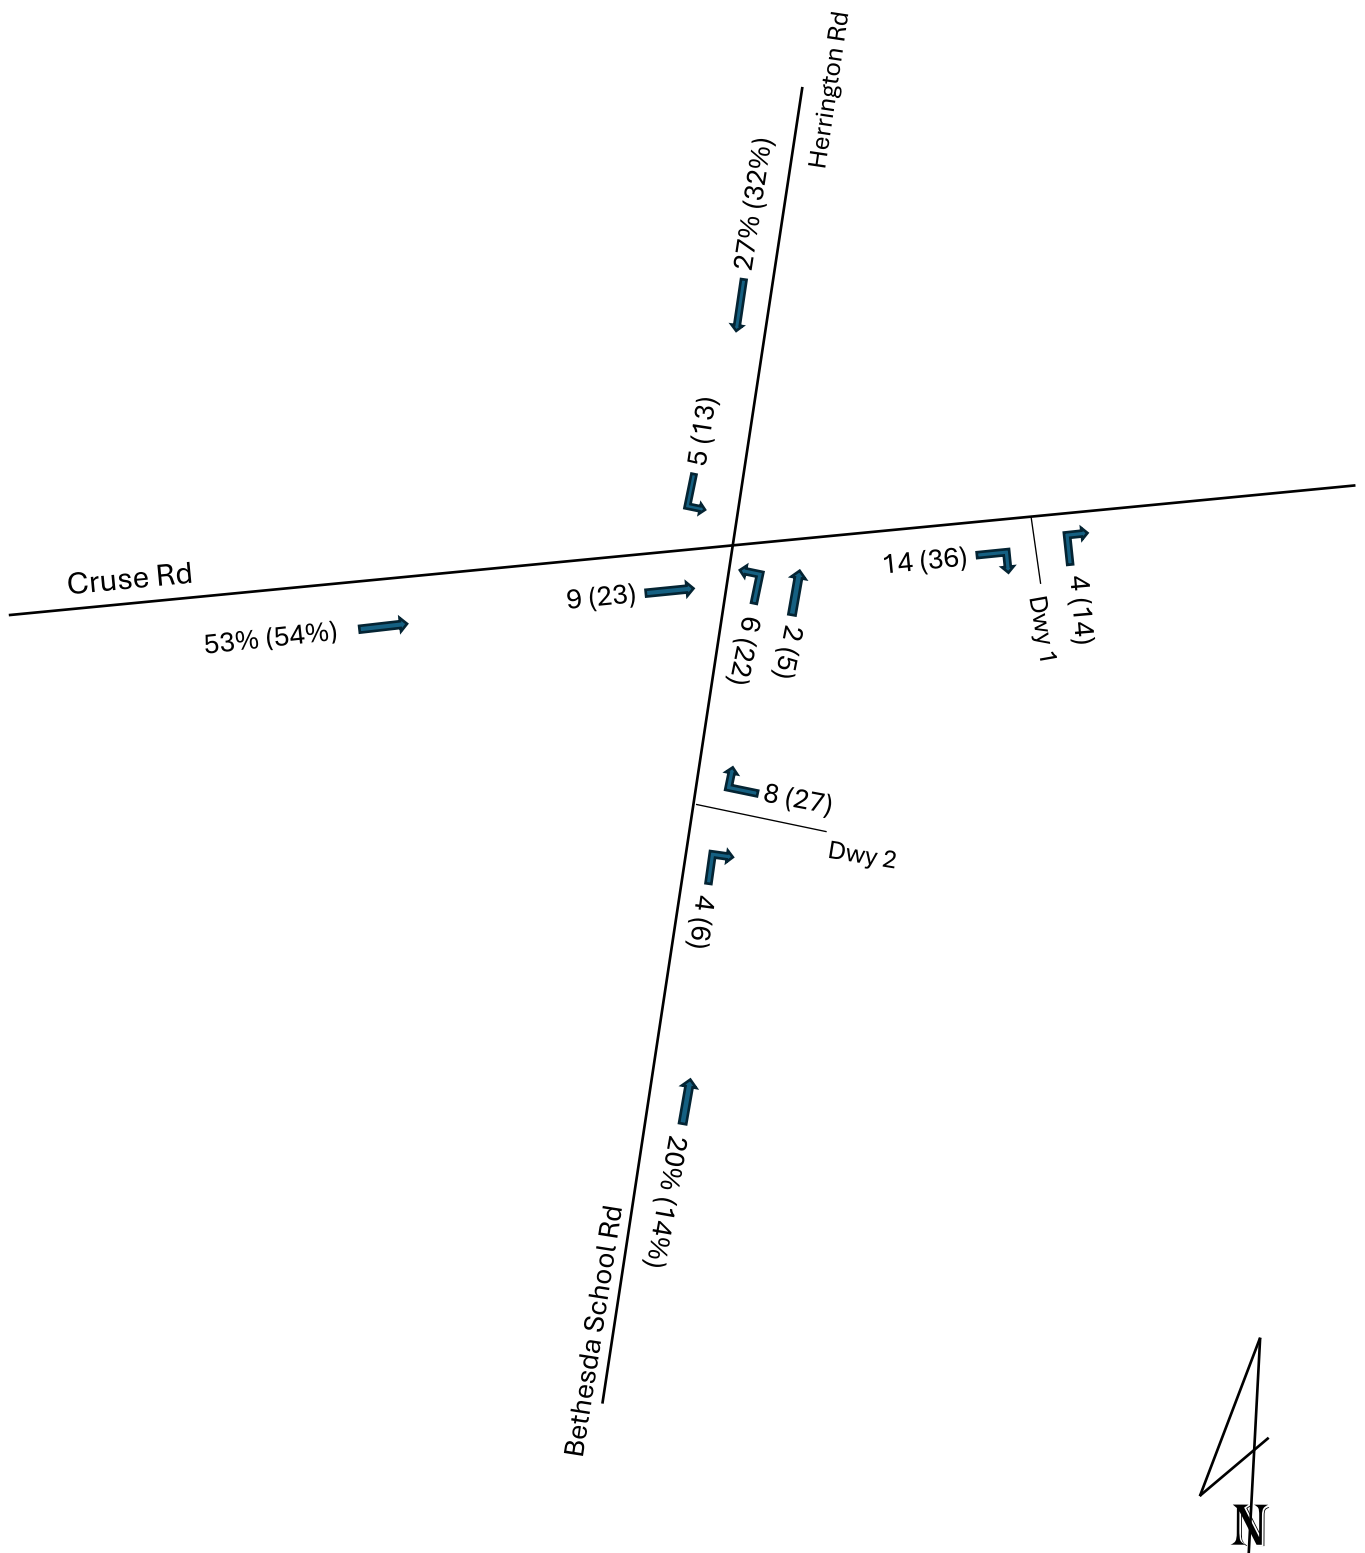 Herrington Rd
27% (32%)
5 (13)
Cruse Rd
53% (54%)
9 (23)
14 (36)
4 (14)
Dwy 1
6 (22)
2 (5)
8 (27)
Dwy 2
4 (6)
20% (14%)
Bethesda School Rd
N